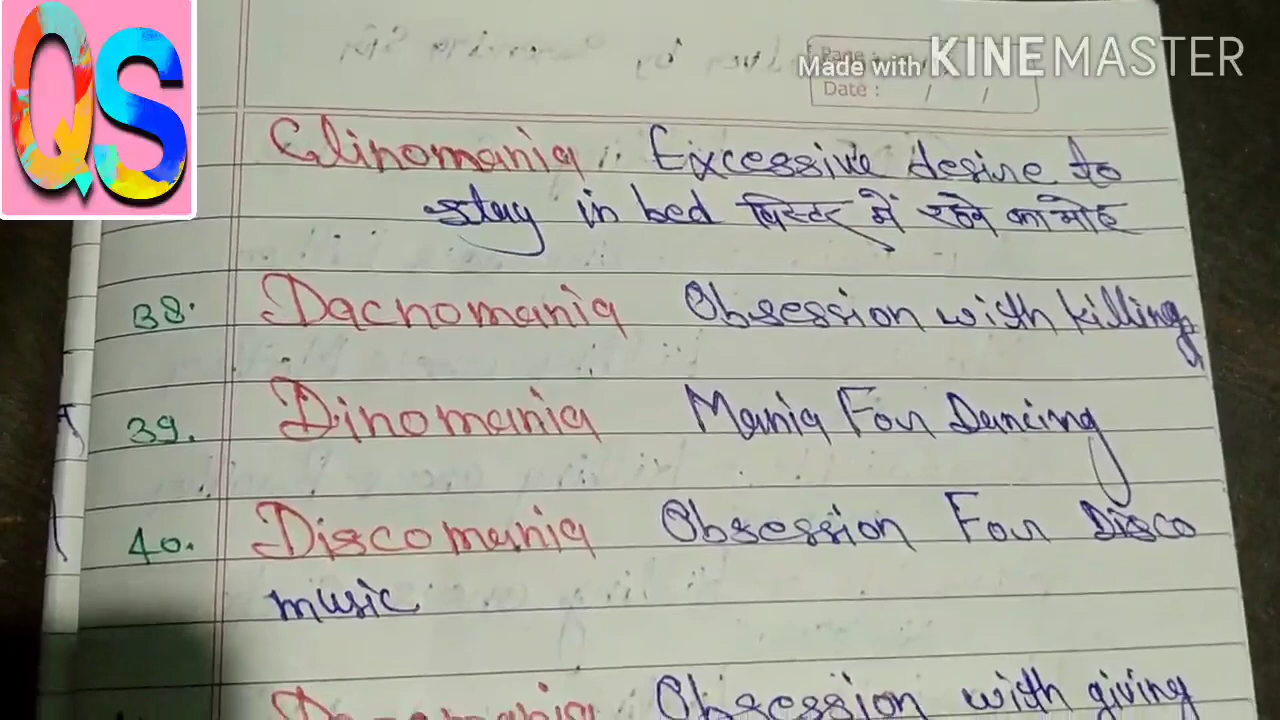 QS
Made with KINEMASTER
Page
Date : / /
Clinomania : Excessive desire to
stay in bed बिस्टर में रहने का मोह
38. Dacnomania Obsession with killing
39. Dinomania Mania For Dancing
40. Discomania Obsession For Disco
music
Obsession with giving